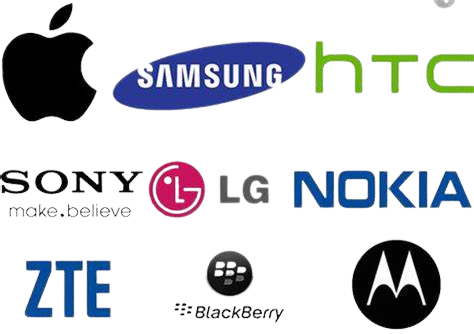 SAMSUNG
hTC
SONY
make.believe
LG
NOKIA
ZTE
BlackBerry